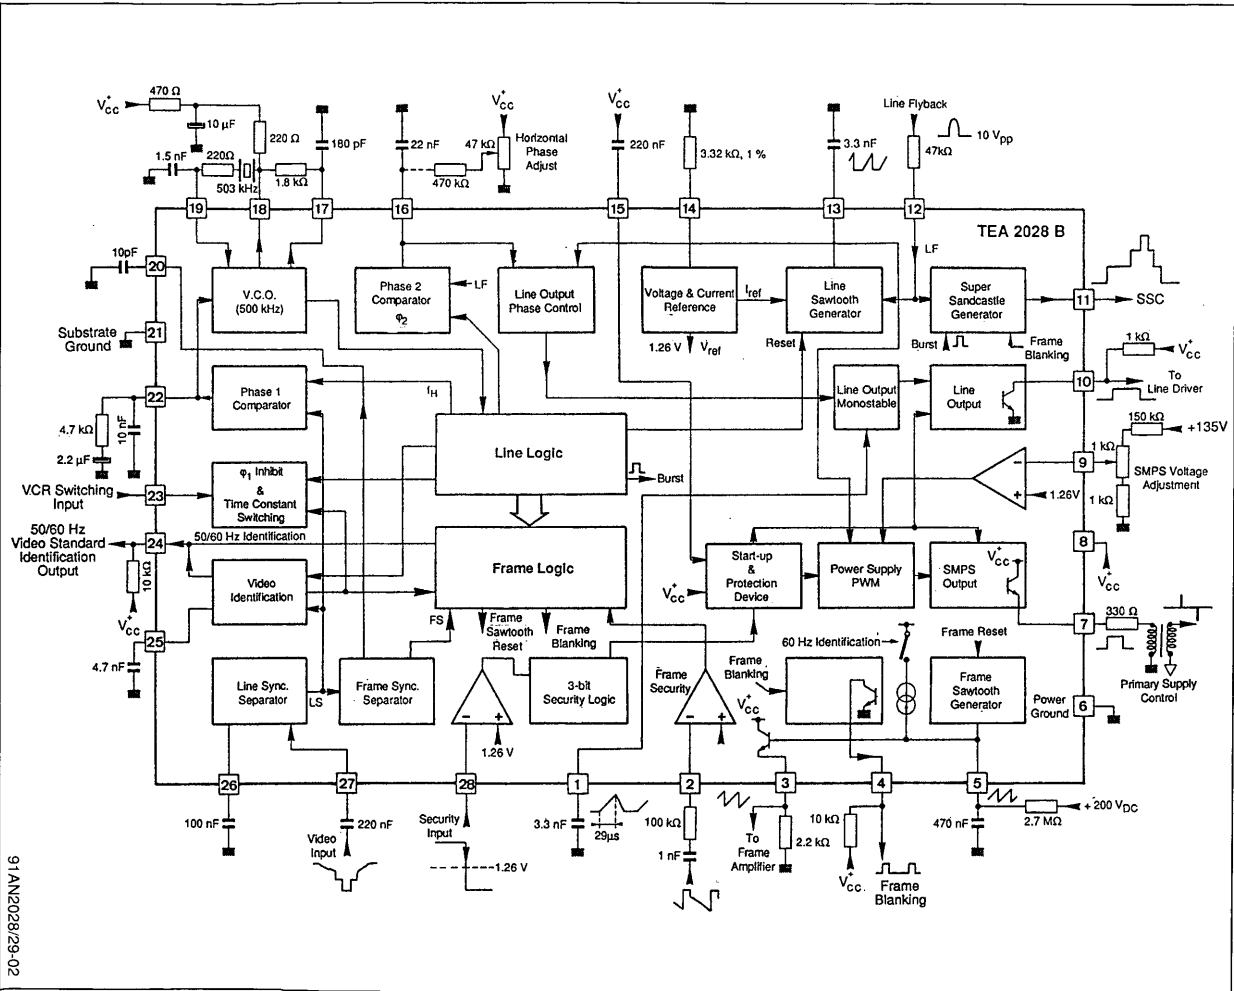 470 Ω
V+CC
10 µF
220 Ω
1.5 nF
220Ω
503 kHz
1.8 kΩ
180 pF
22 nF
V+CC
47 kΩ
Horizontal
Phase
Adjust
470 kΩ
V+CC
220 nF
3.32 kΩ, 1 %
3.3 nF
Line Flyback
10 Vpp
47kΩ
19
18
17
16
15
14
13
12
TEA 2028 B
10pF
20
V.C.O.
(500 kHz)
Phase 2
Comparator
φ2
LF
Line Output
Phase Control
Voltage & Current
Reference
Iref
1.26 V
Vref
Line
Sawtooth
Generator
Reset
LF
Super
Sandcastle
Generator
Burst
Frame
Blanking
11
SSC
1 kΩ
V+CC
Substrate
Ground
21
22
4.7 kΩ
10 nF
2.2 µF
Phase 1
Comparator
fH
Line Logic
Burst
Line Output
Monostable
Line
Output
10
To
Line Driver
150 kΩ
+135V
1 kΩ
9
SMPS Voltage
Adjustment
1 kΩ
−
+
1.26V
VCR Switching
Input
23
φ1 Inhibit
&
Time Constant
Switching
50/60 Hz
Video Standard
Identification
Output
24
50/60 Hz Identification
10 kΩ
V+CC
Video
Identification
Frame Logic
Start-up
&
Protection
Device
V+CC
Power Supply
PWM
SMPS
Output
V+CC
8
V+CC
7
330 Ω
Primary Supply
Control
25
4.7 nF
FS
Frame
Sawtooth
Reset
Frame
Blanking
Line Sync.
Separator
LS
Frame Sync.
Separator
−
+
1.26 V
3-bit
Security Logic
Frame
Security
−
+
60 Hz Identification
Frame
Blanking
V+CC
Frame Reset
Frame
Sawtooth
Generator
Power
Ground
6
26
27
28
1
2
3
4
5
100 nF
Video
Input
220 nF
Security
Input
1.26 V
3.3 nF
29µs
100 kΩ
1 nF
To
Frame
Amplifier
2.2 kΩ
10 kΩ
V+CC.
Frame
Blanking
470 nF
2.7 MΩ
+ 200 VDC
91AN2028/29-02